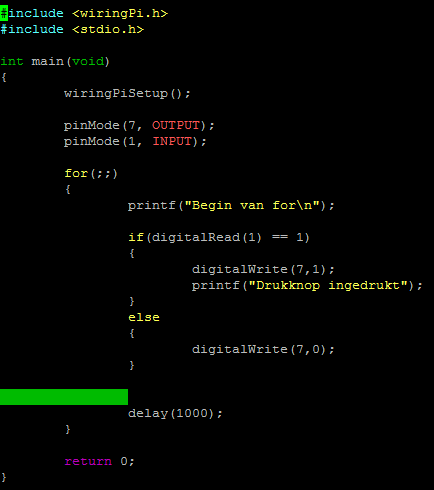 #include <wiringPi.h>
#include <stdio.h>

int main(void)
{
        wiringPiSetup();

        pinMode(7, OUTPUT);
        pinMode(1, INPUT);

        for(;;)
        {
                printf("Begin van for\n");

                if(digitalRead(1) == 1)
                {
                        digitalWrite(7,1);
                        printf("Drukknop ingedrukt");
                }
                else
                {
                        digitalWrite(7,0);
                }

                delay(1000);
        }

        return 0;
}